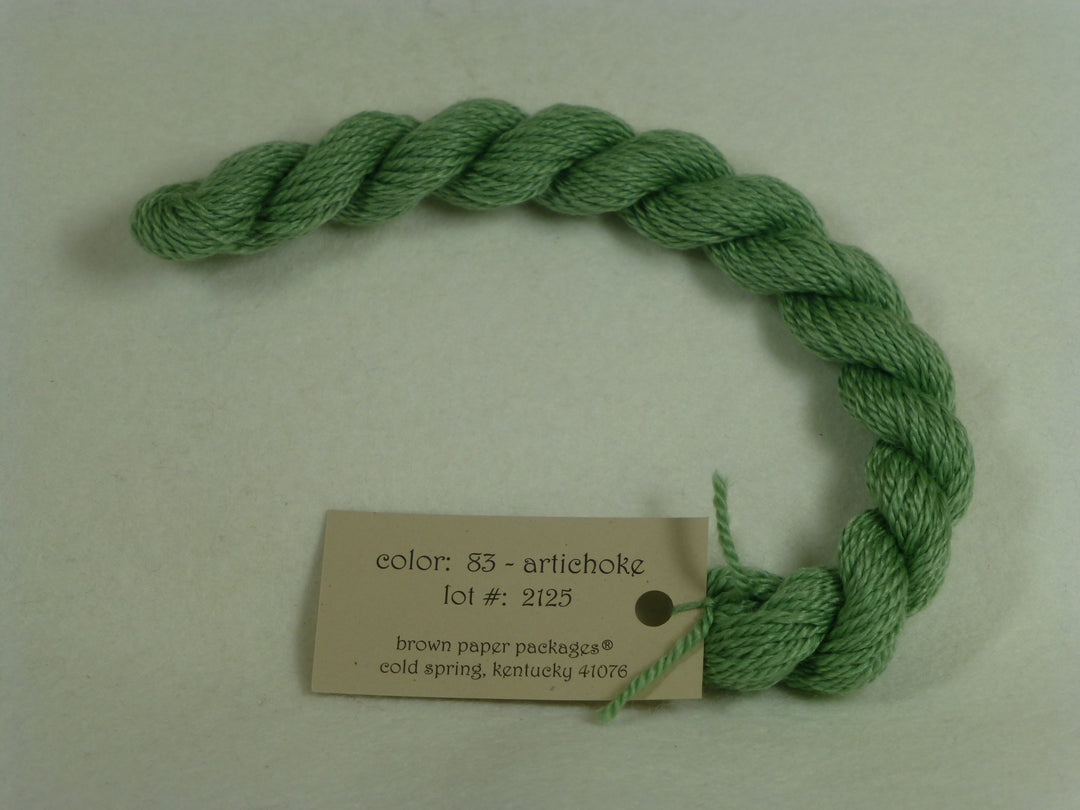 color: 83 - artichoke
lot #: 2125
brown paper packages®
cold spring, kentucky 41076